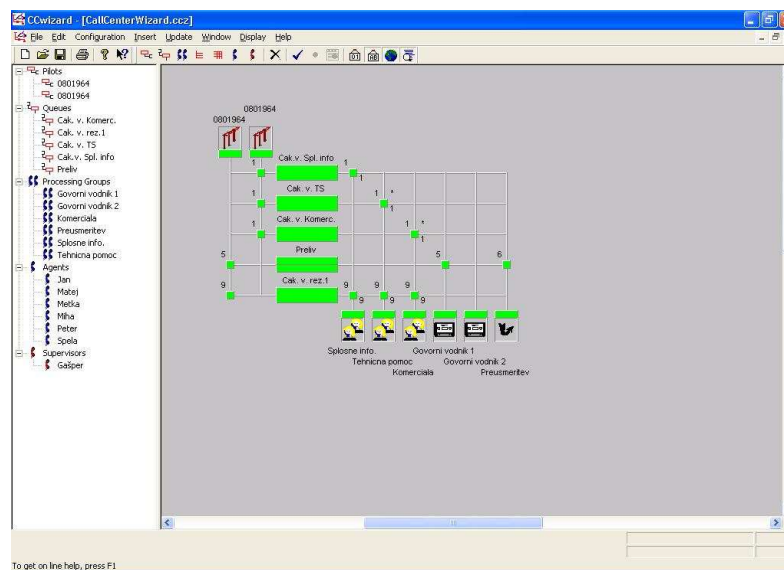 CCwizard - [CallCenterWizard.ccz]
File Edit Configuration Insert Update Window Display Help
Pilots
0801964
0801964
Queues
Cak. v. Komerc.
Cak. v. rez.1
Cak. v. TS
Cak.v. Spl. info
Preliv
Processing Groups
Govorni vodnik 1
Govorni vodnik 2
Komerciala
Preusmeritev
Splosne info.
Tehnicna pomoc
Agents
Jan
Matej
Metka
Miha
Peter
Spela
Supervisors
Gašper
0801964
0801964
1 Cak.v. Spl. info 1
1
1 Cak. v. TS 1 *
1
1 Cak. v. Komerc. 1 *
1
5 Preliv 5 6
9 Cak. v. rez.1 9 9 9
9 9 9
Splosne info. Govorni vodnik 1
Tehnicna pomoc Govorni vodnik 2
Komerciala Preusmeritev
To get on line help, press F1